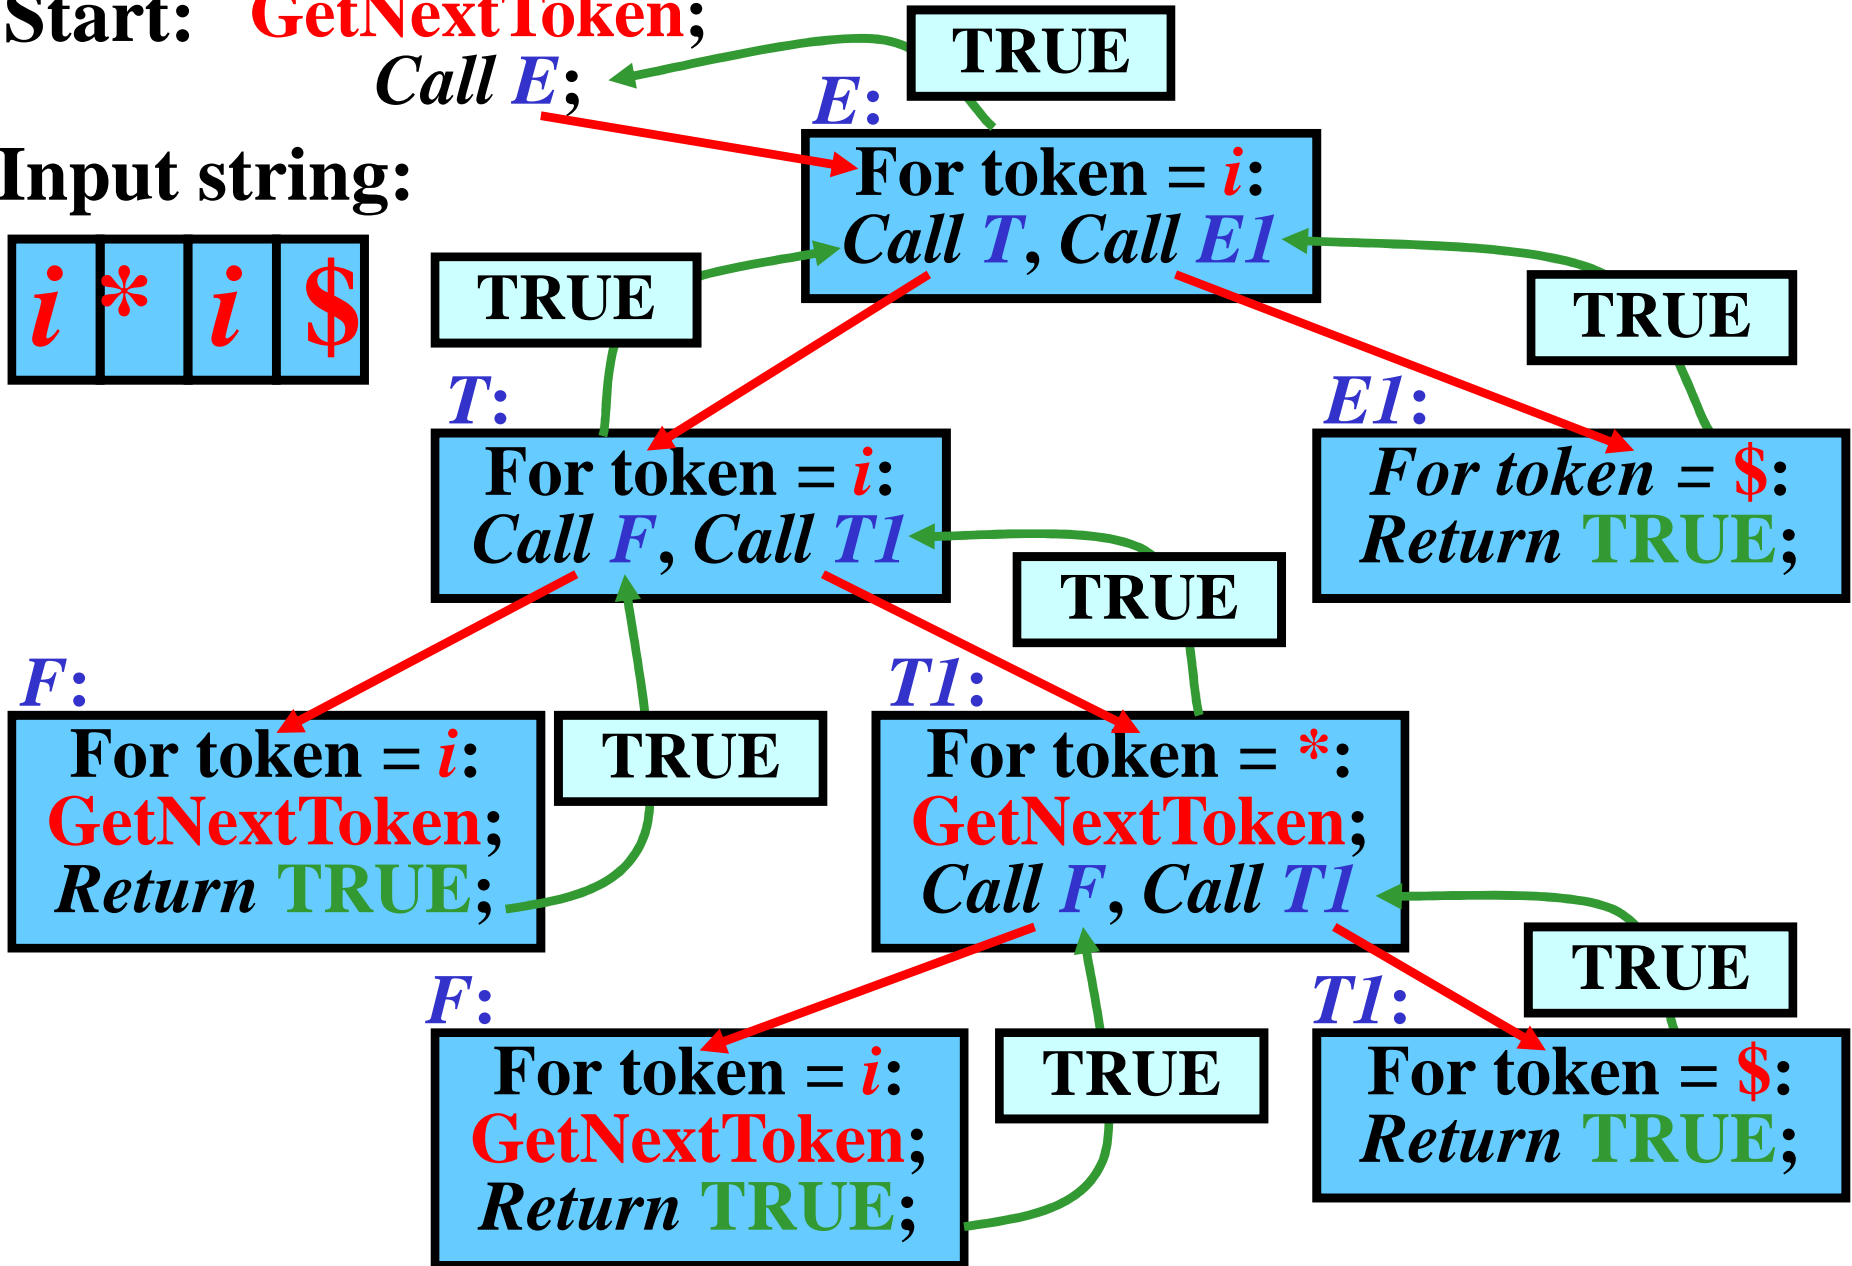 Start: GetNextToken;
Call E;
TRUE
E:
For token = i:
Call T, Call E1
Input string:
i * i $
TRUE
TRUE
T:
For token = i:
Call F, Call T1
E1:
For token = $:
Return TRUE;
TRUE
F:
For token = i:
GetNextToken;
Return TRUE;
TRUE
T1:
For token = *:
GetNextToken;
Call F, Call T1
TRUE
F:
For token = i:
GetNextToken;
Return TRUE;
TRUE
T1:
For token = $:
Return TRUE;